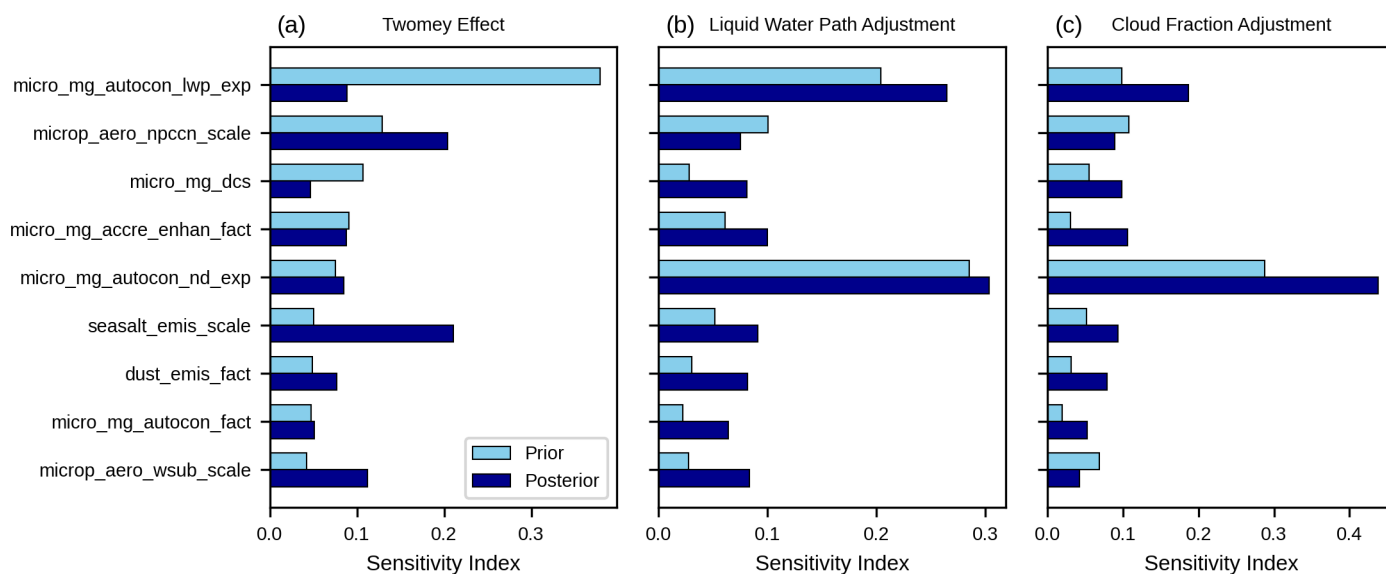 (a) Twomey Effect
(b) Liquid Water Path Adjustment
(c) Cloud Fraction Adjustment
micro_mg_autocon_lwp_exp
microp_aero_npccn_scale
micro_mg_dcs
micro_mg_accre_enhan_fact
micro_mg_autocon_nd_exp
seasalt_emis_scale
dust_emis_fact
micro_mg_autocon_fact
microp_aero_wsub_scale
Prior
Posterior
0.0 0.1 0.2 0.3
Sensitivity Index
0.0 0.1 0.2 0.3
Sensitivity Index
0.0 0.1 0.2 0.3 0.4
Sensitivity Index